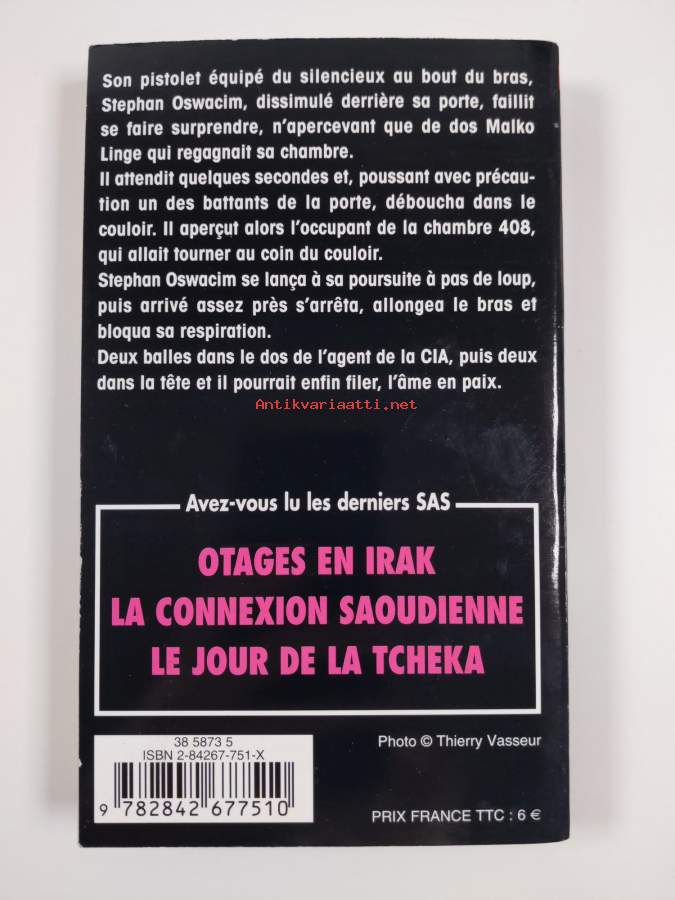 Son pistolet équipé du silencieux au bout du bras,
Stephan Oswacim, dissimulé derrière sa porte, faillit
se faire surprendre, n'apercevant que de dos Malko
Linge qui regagnait sa chambre.
Il attendit quelques secondes et, poussant avec précau-
tion un des battants de la porte, déboucha dans le
couloir. Il aperçut alors l'occupant de la chambre 408,
qui allait tourner au coin du couloir.
Stephan Oswacim se lança à sa poursuite à pas de loup,
puis arrivé assez près s'arrêta, allongea le bras et
bloqua sa respiration.
Deux balles dans le dos de l'agent de la CIA, puis deux
dans la tête et il pourrait enfin filer, l'âme en paix.
Antikvariaatti.net
Avez-vous lu les derniers SAS
OTAGES EN IRAK
LA CONNEXION SAOUDIENNE
LE JOUR DE LA TCHEKA
38 5873 5
ISBN 2-84267-751-X
9 782842 677510
Photo © Thierry Vasseur
PRIX FRANCE TTC : 6 €